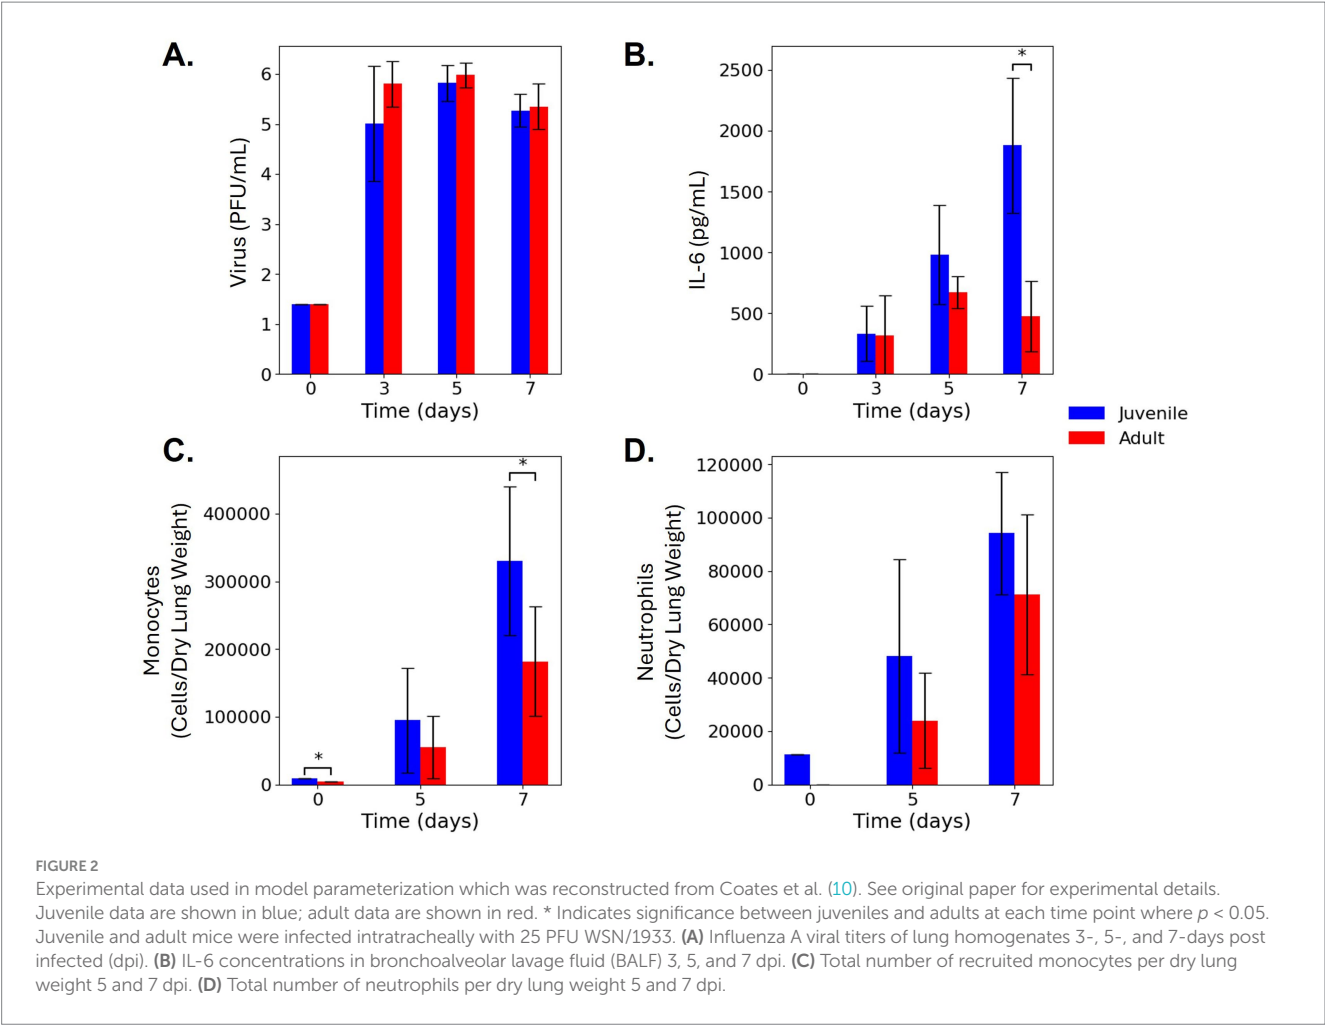 A.
Virus (PFU/mL)
6
5
4
3
2
1
0
0 3 5 7
Time (days)
B.
IL-6 (pg/mL)
2500
2000
1500
1000
500
0
*
0 3 5 7
Time (days)
Juvenile
Adult
C.
Monocytes
(Cells/Dry Lung Weight)
400000
300000
200000
100000
0
*
*
0 5 7
Time (days)
D.
Neutrophils
(Cells/Dry Lung Weight)
120000
100000
80000
60000
40000
20000
0
0 5 7
Time (days)
FIGURE 2
Experimental data used in model parameterization which was reconstructed from Coates et al. (10). See original paper for experimental details.
Juvenile data are shown in blue; adult data are shown in red. * Indicates significance between juveniles and adults at each time point where p < 0.05.
Juvenile and adult mice were infected intratracheally with 25 PFU WSN/1933. (A) Influenza A viral titers of lung homogenates 3-, 5-, and 7-days post
infected (dpi). (B) IL-6 concentrations in bronchoalveolar lavage fluid (BALF) 3, 5, and 7 dpi. (C) Total number of recruited monocytes per dry lung
weight 5 and 7 dpi. (D) Total number of neutrophils per dry lung weight 5 and 7 dpi.